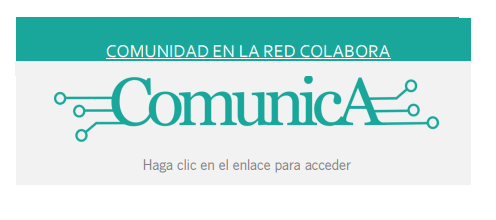 COMUNIDAD EN LA RED COLABORA
ComunicA
Haga clic en el enlace para acceder